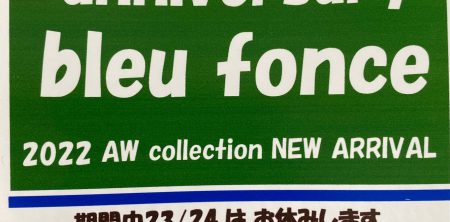 anniversary
bleu fonce
2022 AW collection NEW ARRIVAL
期間中23/24は お休みします